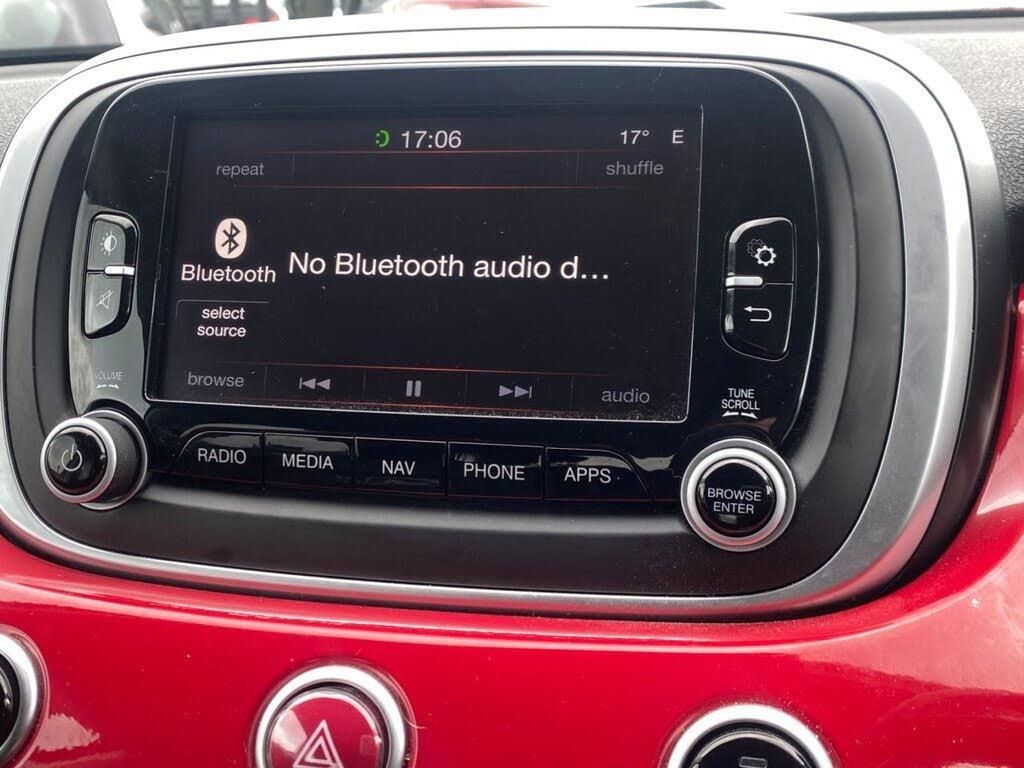 17:06
17° E
repeat
shuffle
Bluetooth
No Bluetooth audio d...
select
source
browse
audio
VOLUME
TUNE
SCROLL
RADIO
MEDIA
NAV
PHONE
APPS
BROWSE
ENTER